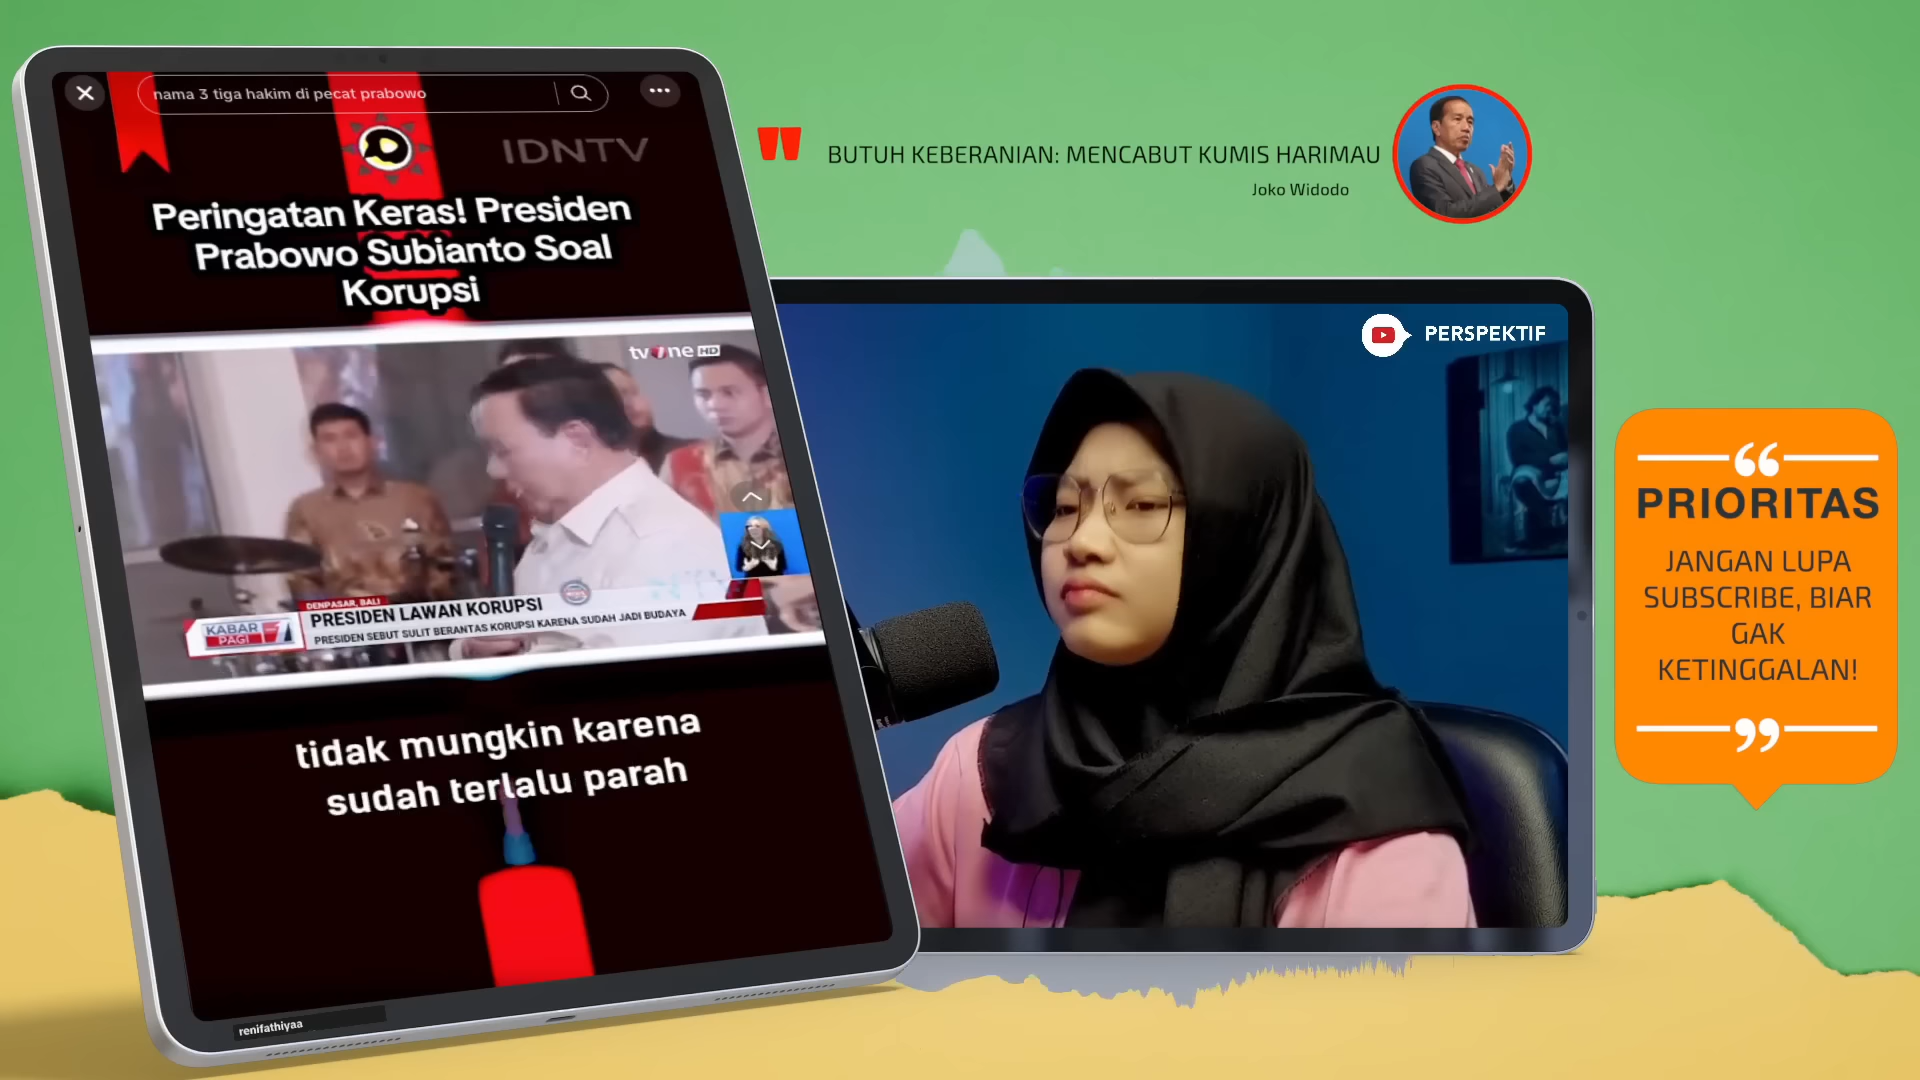 nama 3 tiga hakim di pecat prabowo
IDNTV
Peringatan Keras! Presiden
Prabowo Subianto Soal
Korupsi
tvOne HD
DENPASAR, BALI
KABAR
PAGI
PRESIDEN LAWAN KORUPSI
PRESIDEN SEBUT SULIT BERANTAS KORUPSI KARENA SUDAH JADI BUDAYA
tidak mungkin karena
sudah terlalu parah
renifathiyaa
BUTUH KEBERANIAN: MENCABUT KUMIS HARIMAU
Joko Widodo
PERSPEKTIF
“
PRIORITAS
JANGAN LUPA
SUBSCRIBE, BIAR
GAK
KETINGGALAN!
”